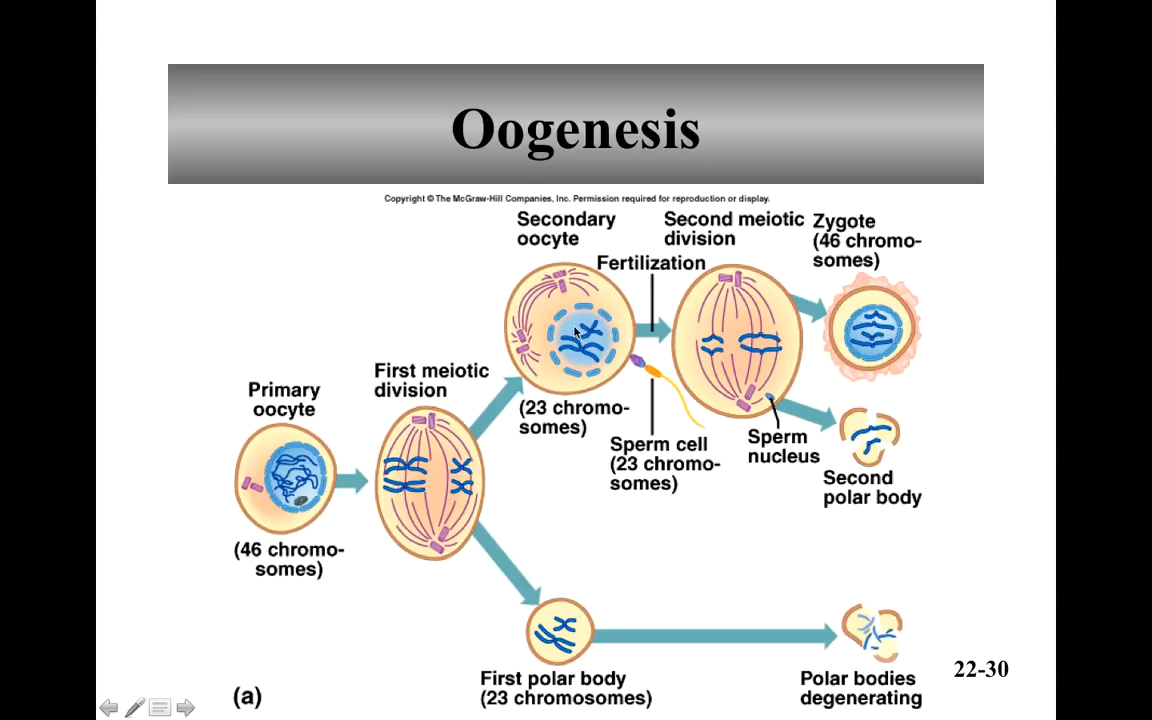 Oogenesis
Copyright © The McGraw-Hill Companies, Inc. Permission required for reproduction or display.
Secondary
oocyte
Second meiotic
division
Zygote
(46 chromo-
somes)
Fertilization
First meiotic
division
Primary
oocyte
(23 chromo-
somes)
Sperm cell
(23 chromo-
somes)
Sperm
nucleus
Second
polar body
(46 chromo-
somes)
First polar body
(23 chromosomes)
Polar bodies
degenerating
22-30
(a)